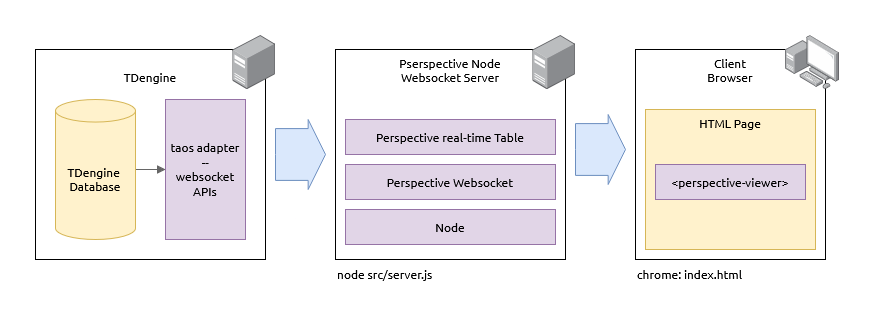 TDengine
TDengine
Database
taos adapter
--
websocket
APIs
Pserspective Node
Websocket Server
Perspective real-time Table
Perspective Websocket
Node
node src/server.js
Client
Browser
HTML Page
<perspective-viewer>
chrome: index.html